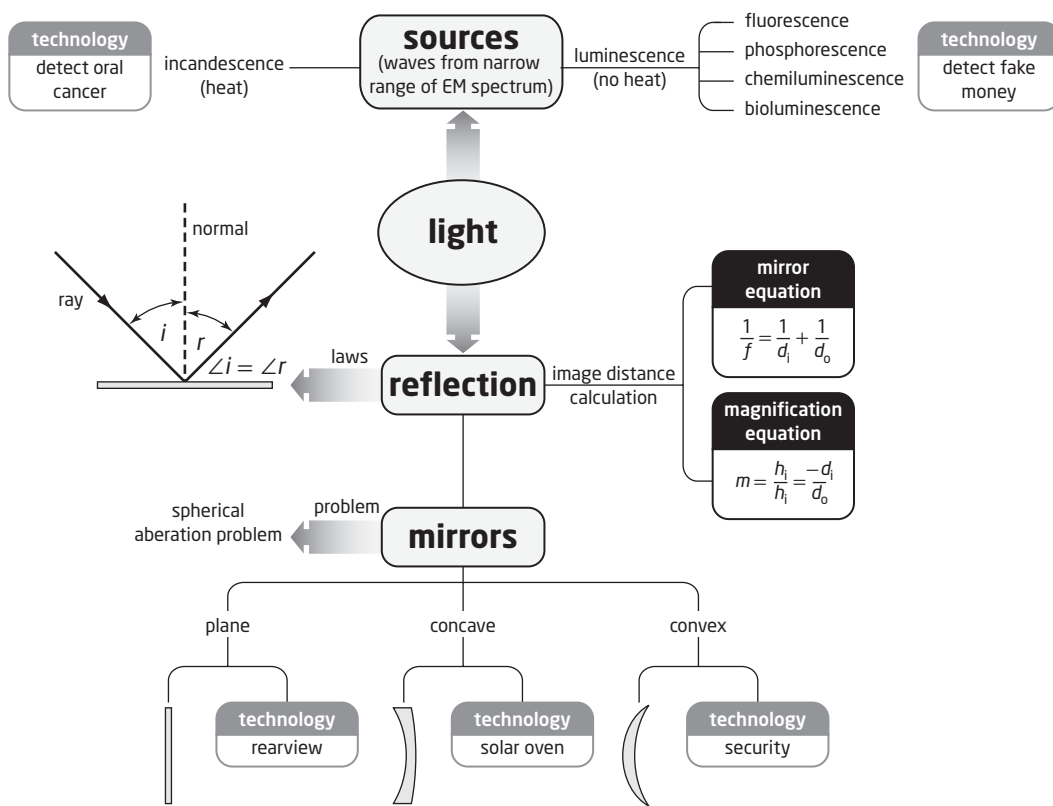 technology
detect oral
cancer
incandescence
(heat)
sources
(waves from narrow
range of EM spectrum)
luminescence
(no heat)
fluorescence
phosphorescence
chemiluminescence
bioluminescence
technology
detect fake
money
light
normal
ray
i
r
∠i = ∠r
laws
reflection
image distance
calculation
mirror
equation
1/f = 1/dᵢ + 1/dₒ
magnification
equation
m = hᵢ/hᵢ = −dᵢ/dₒ
spherical
aberation problem
problem
mirrors
plane
concave
convex
technology
rearview
technology
solar oven
technology
security